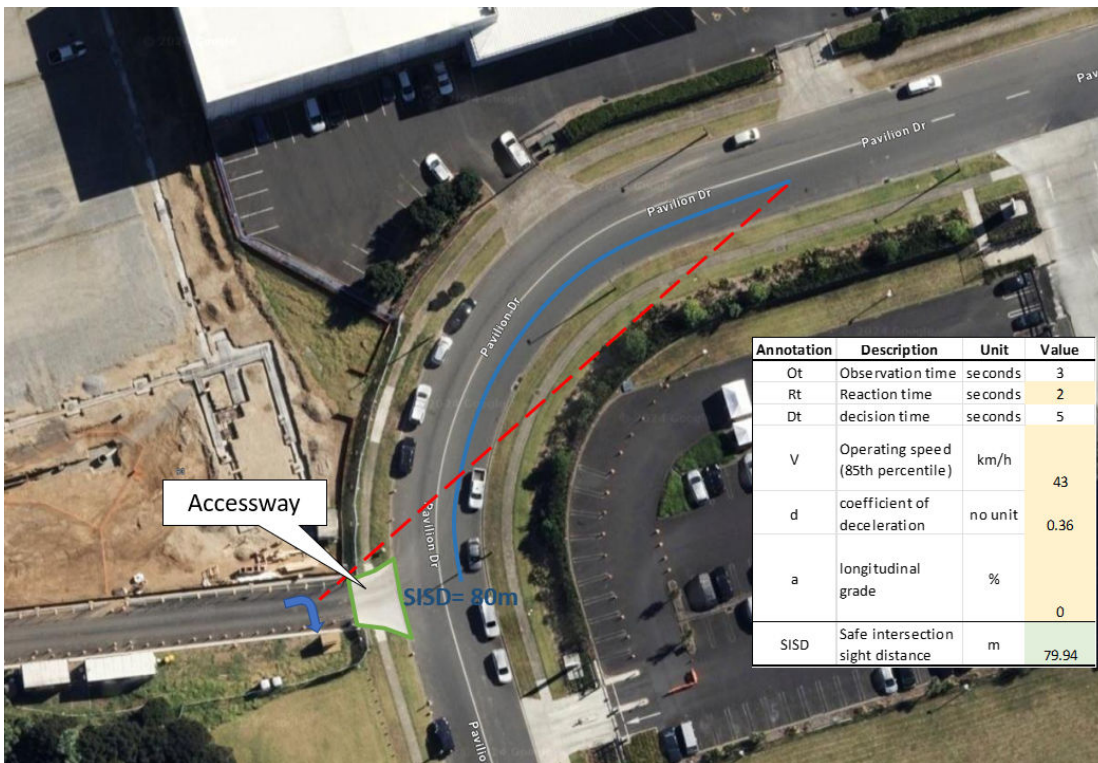 Pavilion Dr
Pavilion Dr
Pavilion Dr
Pavilion Dr
Accessway
SISD= 80m
Annotation Description Unit Value
Ot Observation time seconds 3
Rt Reaction time seconds 2
Dt decision time seconds 5
V Operating speed (85th percentile) km/h 43
d coefficient of deceleration no unit 0.36
a longitudinal grade % 0
SISD Safe intersection sight distance m 79.94